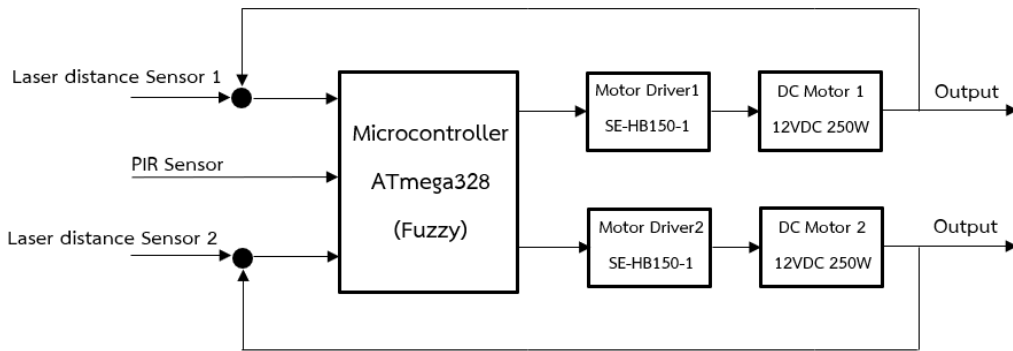 Laser distance Sensor 1
PIR Sensor
Laser distance Sensor 2
Microcontroller
ATmega328
(Fuzzy)
Motor Driver1
SE-HB150-1
DC Motor 1
12VDC 250W
Output
Motor Driver2
SE-HB150-1
DC Motor 2
12VDC 250W
Output